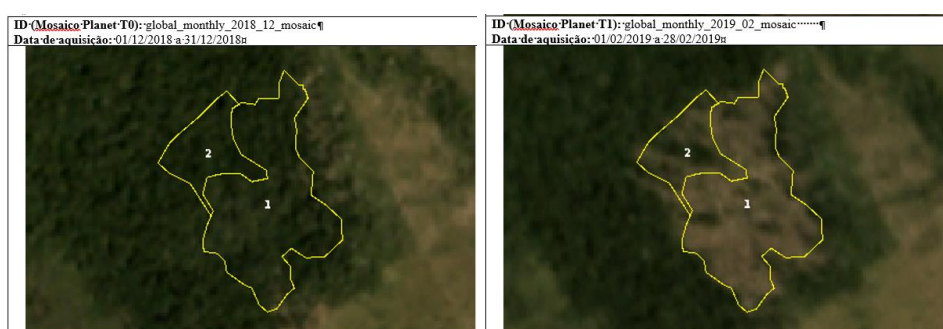 ID (Mosaico Planet T0): global_monthly_2018_12_mosaic¶
Data de aquisição: 01/12/2018 a 31/12/2018¤
2
1
ID (Mosaico Planet T1): global_monthly_2019_02_mosaic¶
Data de aquisição: 01/02/2019 a 28/02/2019¤
2
1